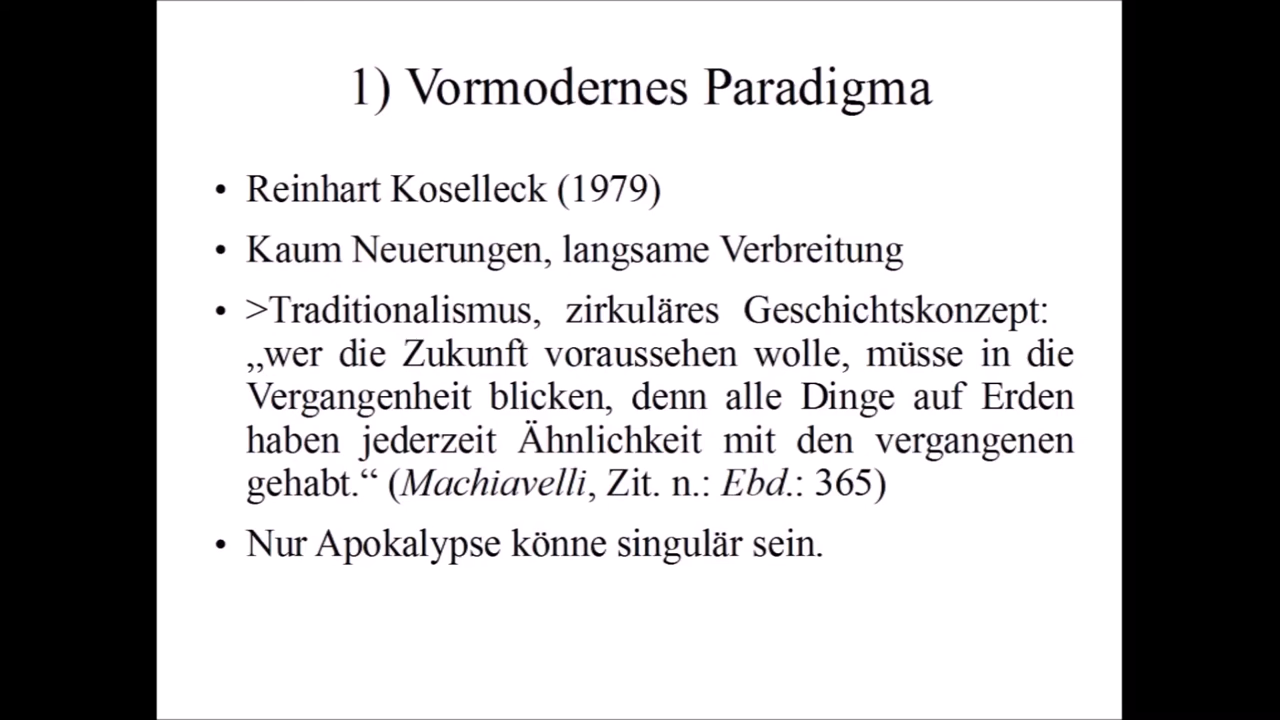 1) Vormodernes Paradigma
• Reinhart Koselleck (1979)
• Kaum Neuerungen, langsame Verbreitung
• >Traditionalismus, zirkuläres Geschichtskonzept:
„wer die Zukunft voraussehen wolle, müsse in die
Vergangenheit blicken, denn alle Dinge auf Erden
haben jederzeit Ähnlichkeit mit den vergangenen
gehabt.“ (Machiavelli, Zit. n.: Ebd.: 365)
• Nur Apokalypse könne singulär sein.